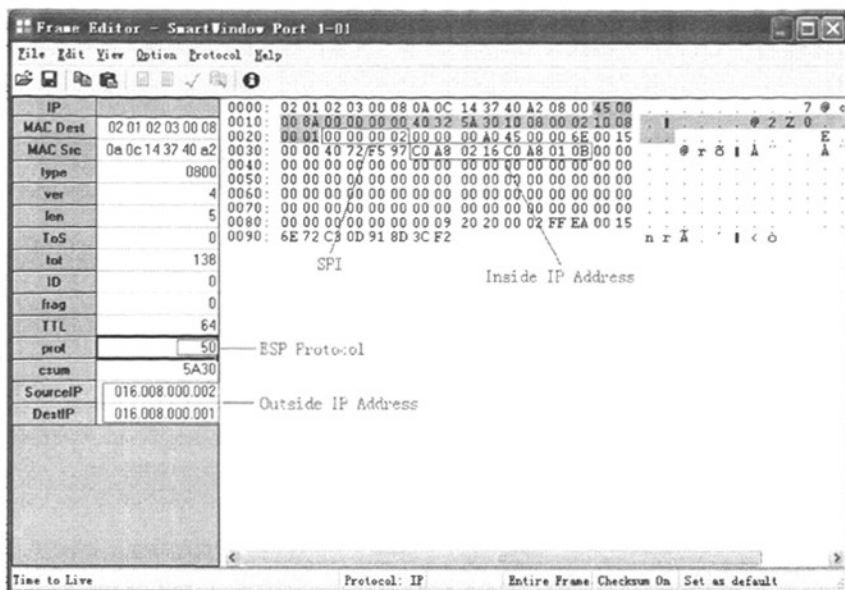 Frame Editor - SmartWindow Port 1-01
File Edit View Option Protocol Help
IP
MAC Dest 02 01 02 03 00 08
MAC Src 0a 0c 14 37 40 a2
type 0800
ver 4
len 5
ToS 0
tot 138
ID 0
frag 0
TTL 64
prot 50
csum 5A30
SourceIP 016.008.000.002
DestIP 016.008.000.001
0000: 02 01 02 03 00 08 0A 0C 14 37 40 A2 08 00 45 00
0010: 00 8A 00 00 00 00 40 32 5A 30 10 08 00 02 10 08
0020: 00 01 00 00 00 02 00 00 00 A0 45 00 00 6E 00 15
0030: 00 00 40 72 F5 97 C0 A8 02 16 C0 A8 01 0B 00 00
0040: 00 00 00 00 00 00 00 00 00 00 00 00 00 00 00 00
0050: 00 00 00 00 00 00 00 00 00 00 00 00 00 00 00 00
0060: 00 00 00 00 00 00 00 00 00 00 00 00 00 00 00 00
0070: 00 00 00 00 00 00 00 00 00 00 00 00 00 00 00 00
0080: 00 00 00 00 00 00 00 09 20 20 00 02 FF EA 00 15
0090: 6E 72 C3 0D 91 8D 3C F2
SPI
Inside IP Address
ESP Protocol
Outside IP Address
Time to Live Protocol: IP Entire Frame Checksum On Set as default